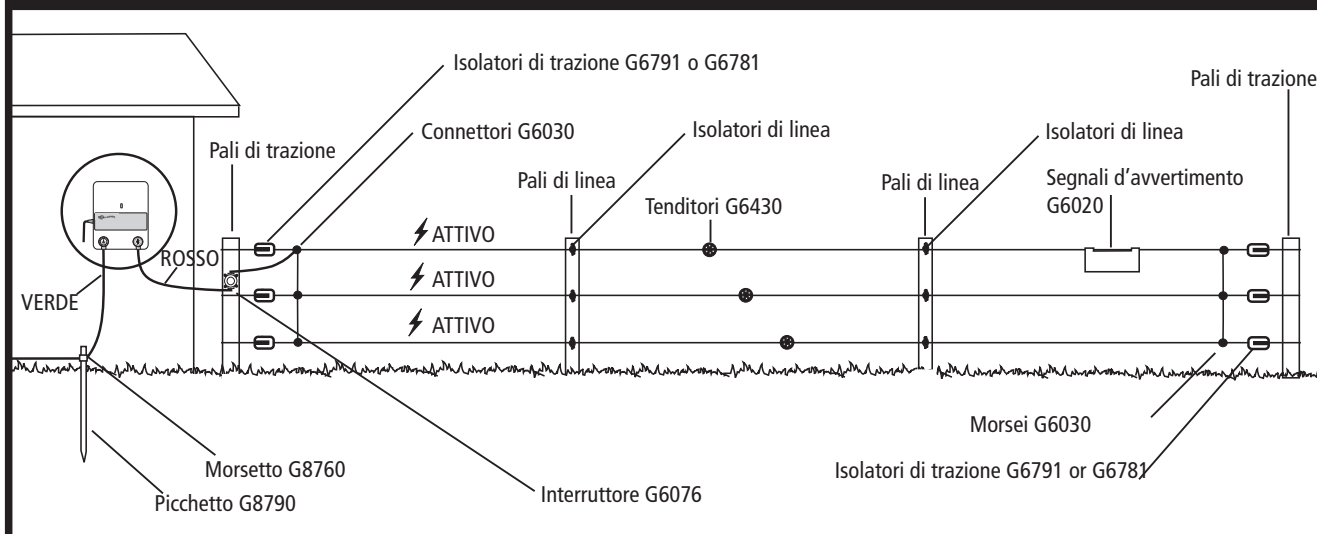 Isolatori di trazione G6791 o G6781
Pali di trazione
Connettori G6030
Isolatori di linea
Isolatori di linea
Pali di trazione
Pali di linea
Pali di linea
Segnali d’avvertimento
G6020
Tenditori G6430
ATTIVO
ROSSO
ATTIVO
VERDE
ATTIVO
Morsei G6030
Morsetto G8760
Isolatori di trazione G6791 or G6781
Picchetto G8790
Interruttore G6076